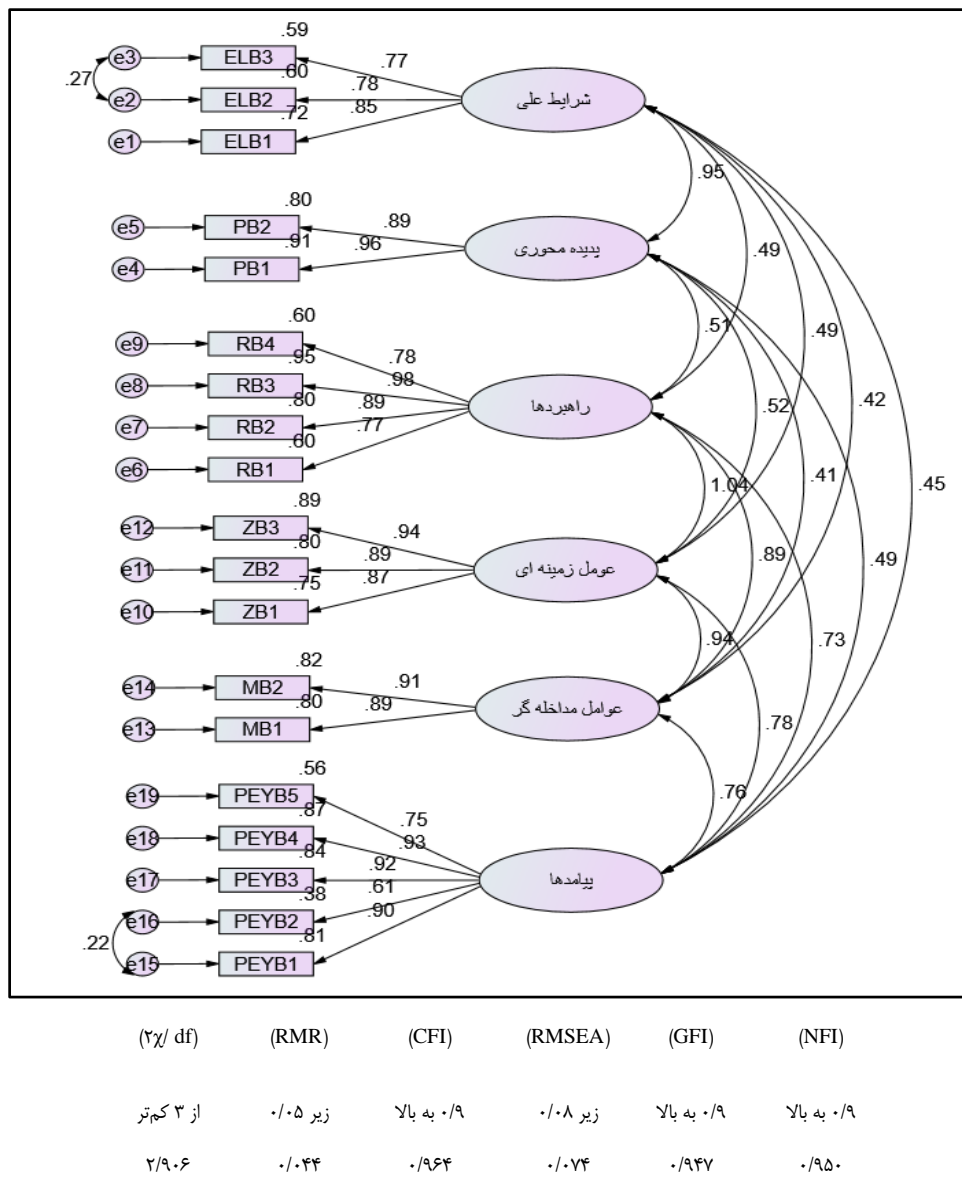 .59
e3 ELB3 .77
.60
.27 e2 ELB2 .78 شرایط علی
.72
e1 ELB1 .85
.95
.80
e5 PB2 .89
.91
e4 PB1 .96 پدیده محوری
.49
.51
.49
.60
e9 RB4 .78
.95
e8 RB3 .98
.80
e7 RB2 .89 راهبردها
.60
e6 RB1 .77
.52
.42
.41
1.04
.45
.89
e12 ZB3 .94
.80
e11 ZB2 .89 عومل زمینه ای
.75
e10 ZB1 .87
.89
.49
.94
.73
.82
e14 MB2 .91
.80
e13 MB1 .89 عوامل مداخله گر
.78
.76
.56
e19 PEYB5 .75
.87
e18 PEYB4 .93
.84
e17 PEYB3 .92 پیامدها
.38
e16 PEYB2 .61
.22
.81
e15 PEYB1 .90
(۲χ/ df) (RMR) (CFI) (RMSEA) (GFI) (NFI)
از ۳ کم‌تر زیر ۰/۰۵ ۰/۹ به بالا زیر ۰/۰۸ ۰/۹ به بالا ۰/۹ به بالا
۲/۹۰۶ ۰/۰۴۴ ۰/۹۶۴ ۰/۰۷۴ ۰/۹۴۷ ۰/۹۵۰